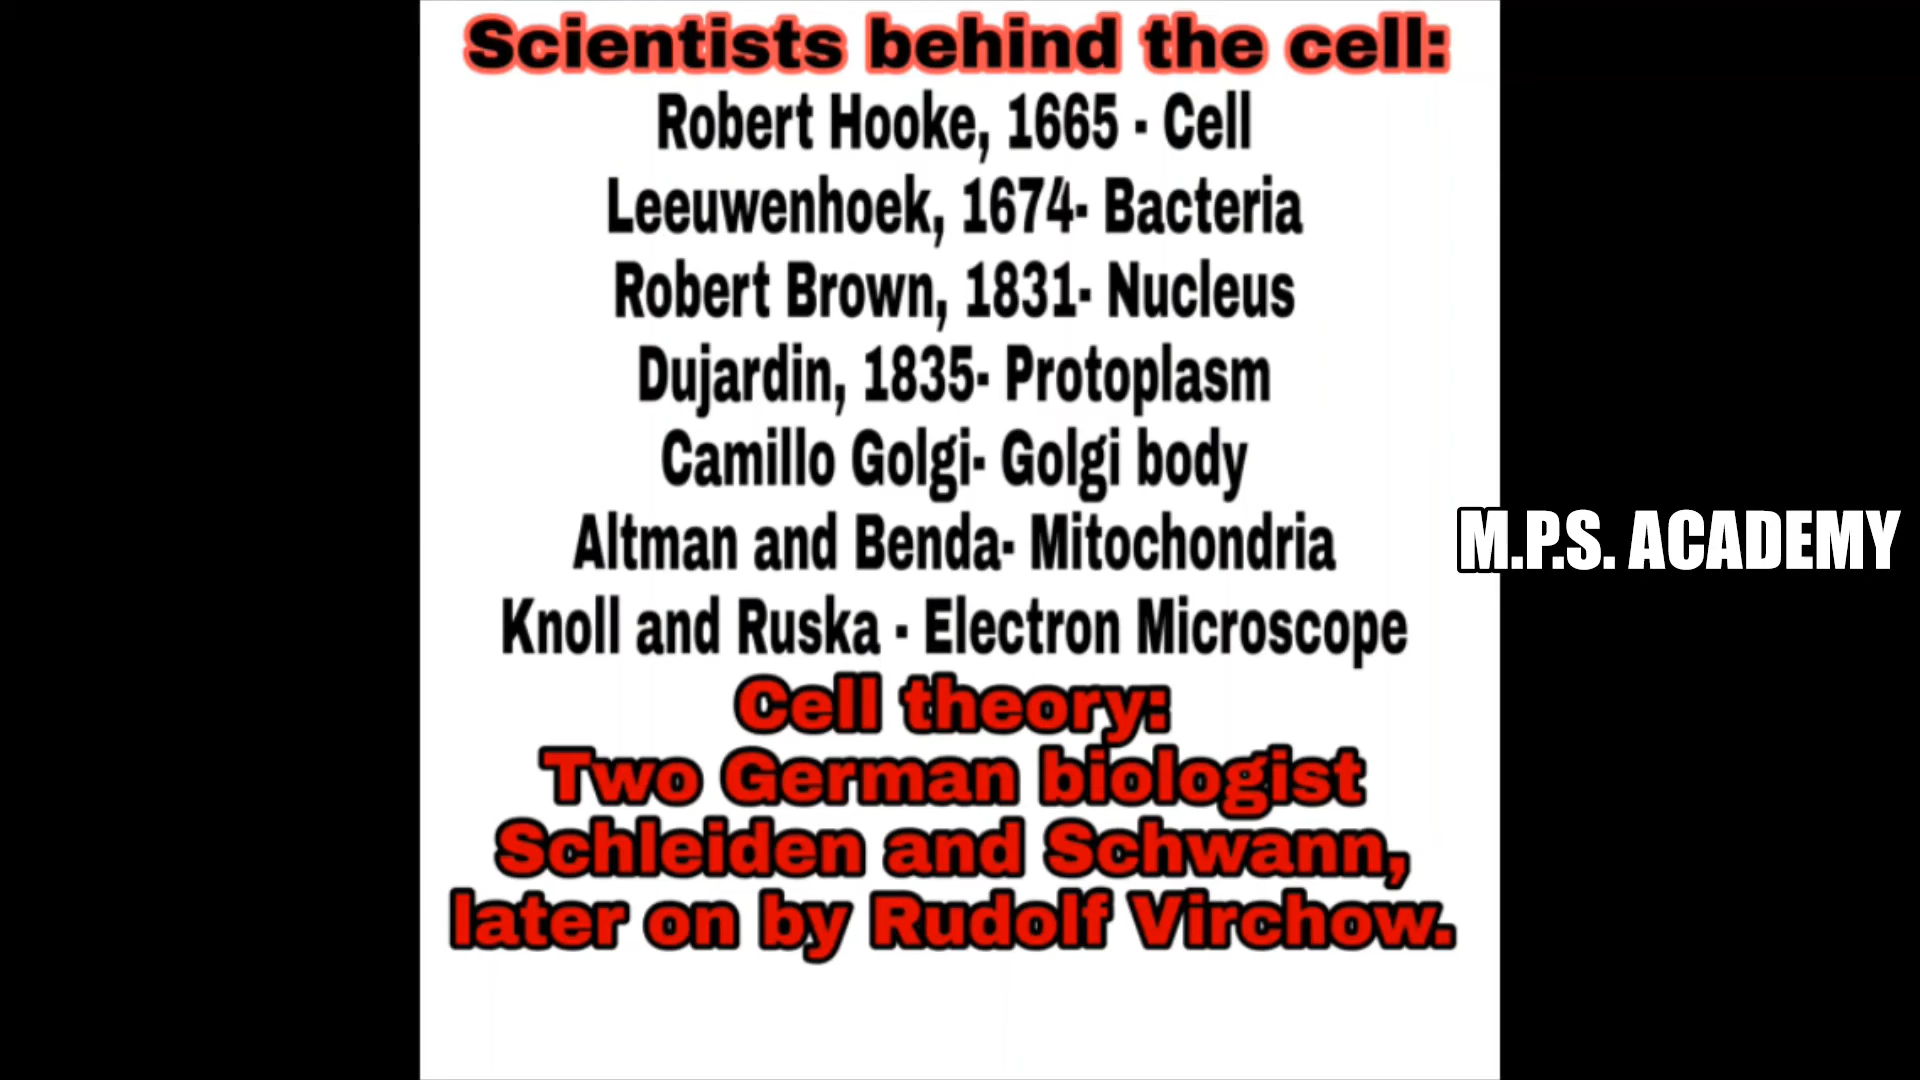 Scientists behind the cell:
Robert Hooke, 1665 - Cell
Leeuwenhoek, 1674- Bacteria
Robert Brown, 1831- Nucleus
Dujardin, 1835- Protoplasm
Camillo Golgi- Golgi body
Altman and Benda- Mitochondria
Knoll and Ruska - Electron Microscope
Cell theory:
Two German biologist
Schleiden and Schwann,
later on by Rudolf Virchow.
M.P.S. ACADEMY